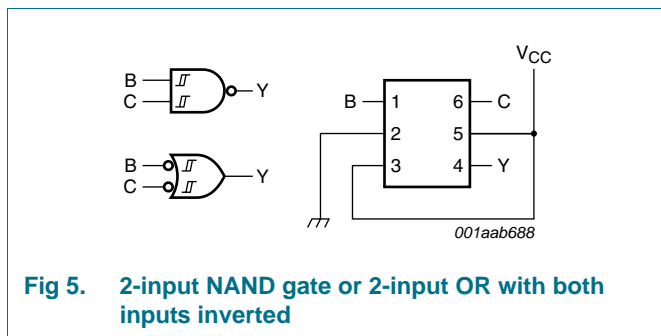 B
C
Y
B
C
Y
VCC
B 1 6 C
2 5
3 4 Y
001aab688
Fig 5. 2-input NAND gate or 2-input OR with both
inputs inverted